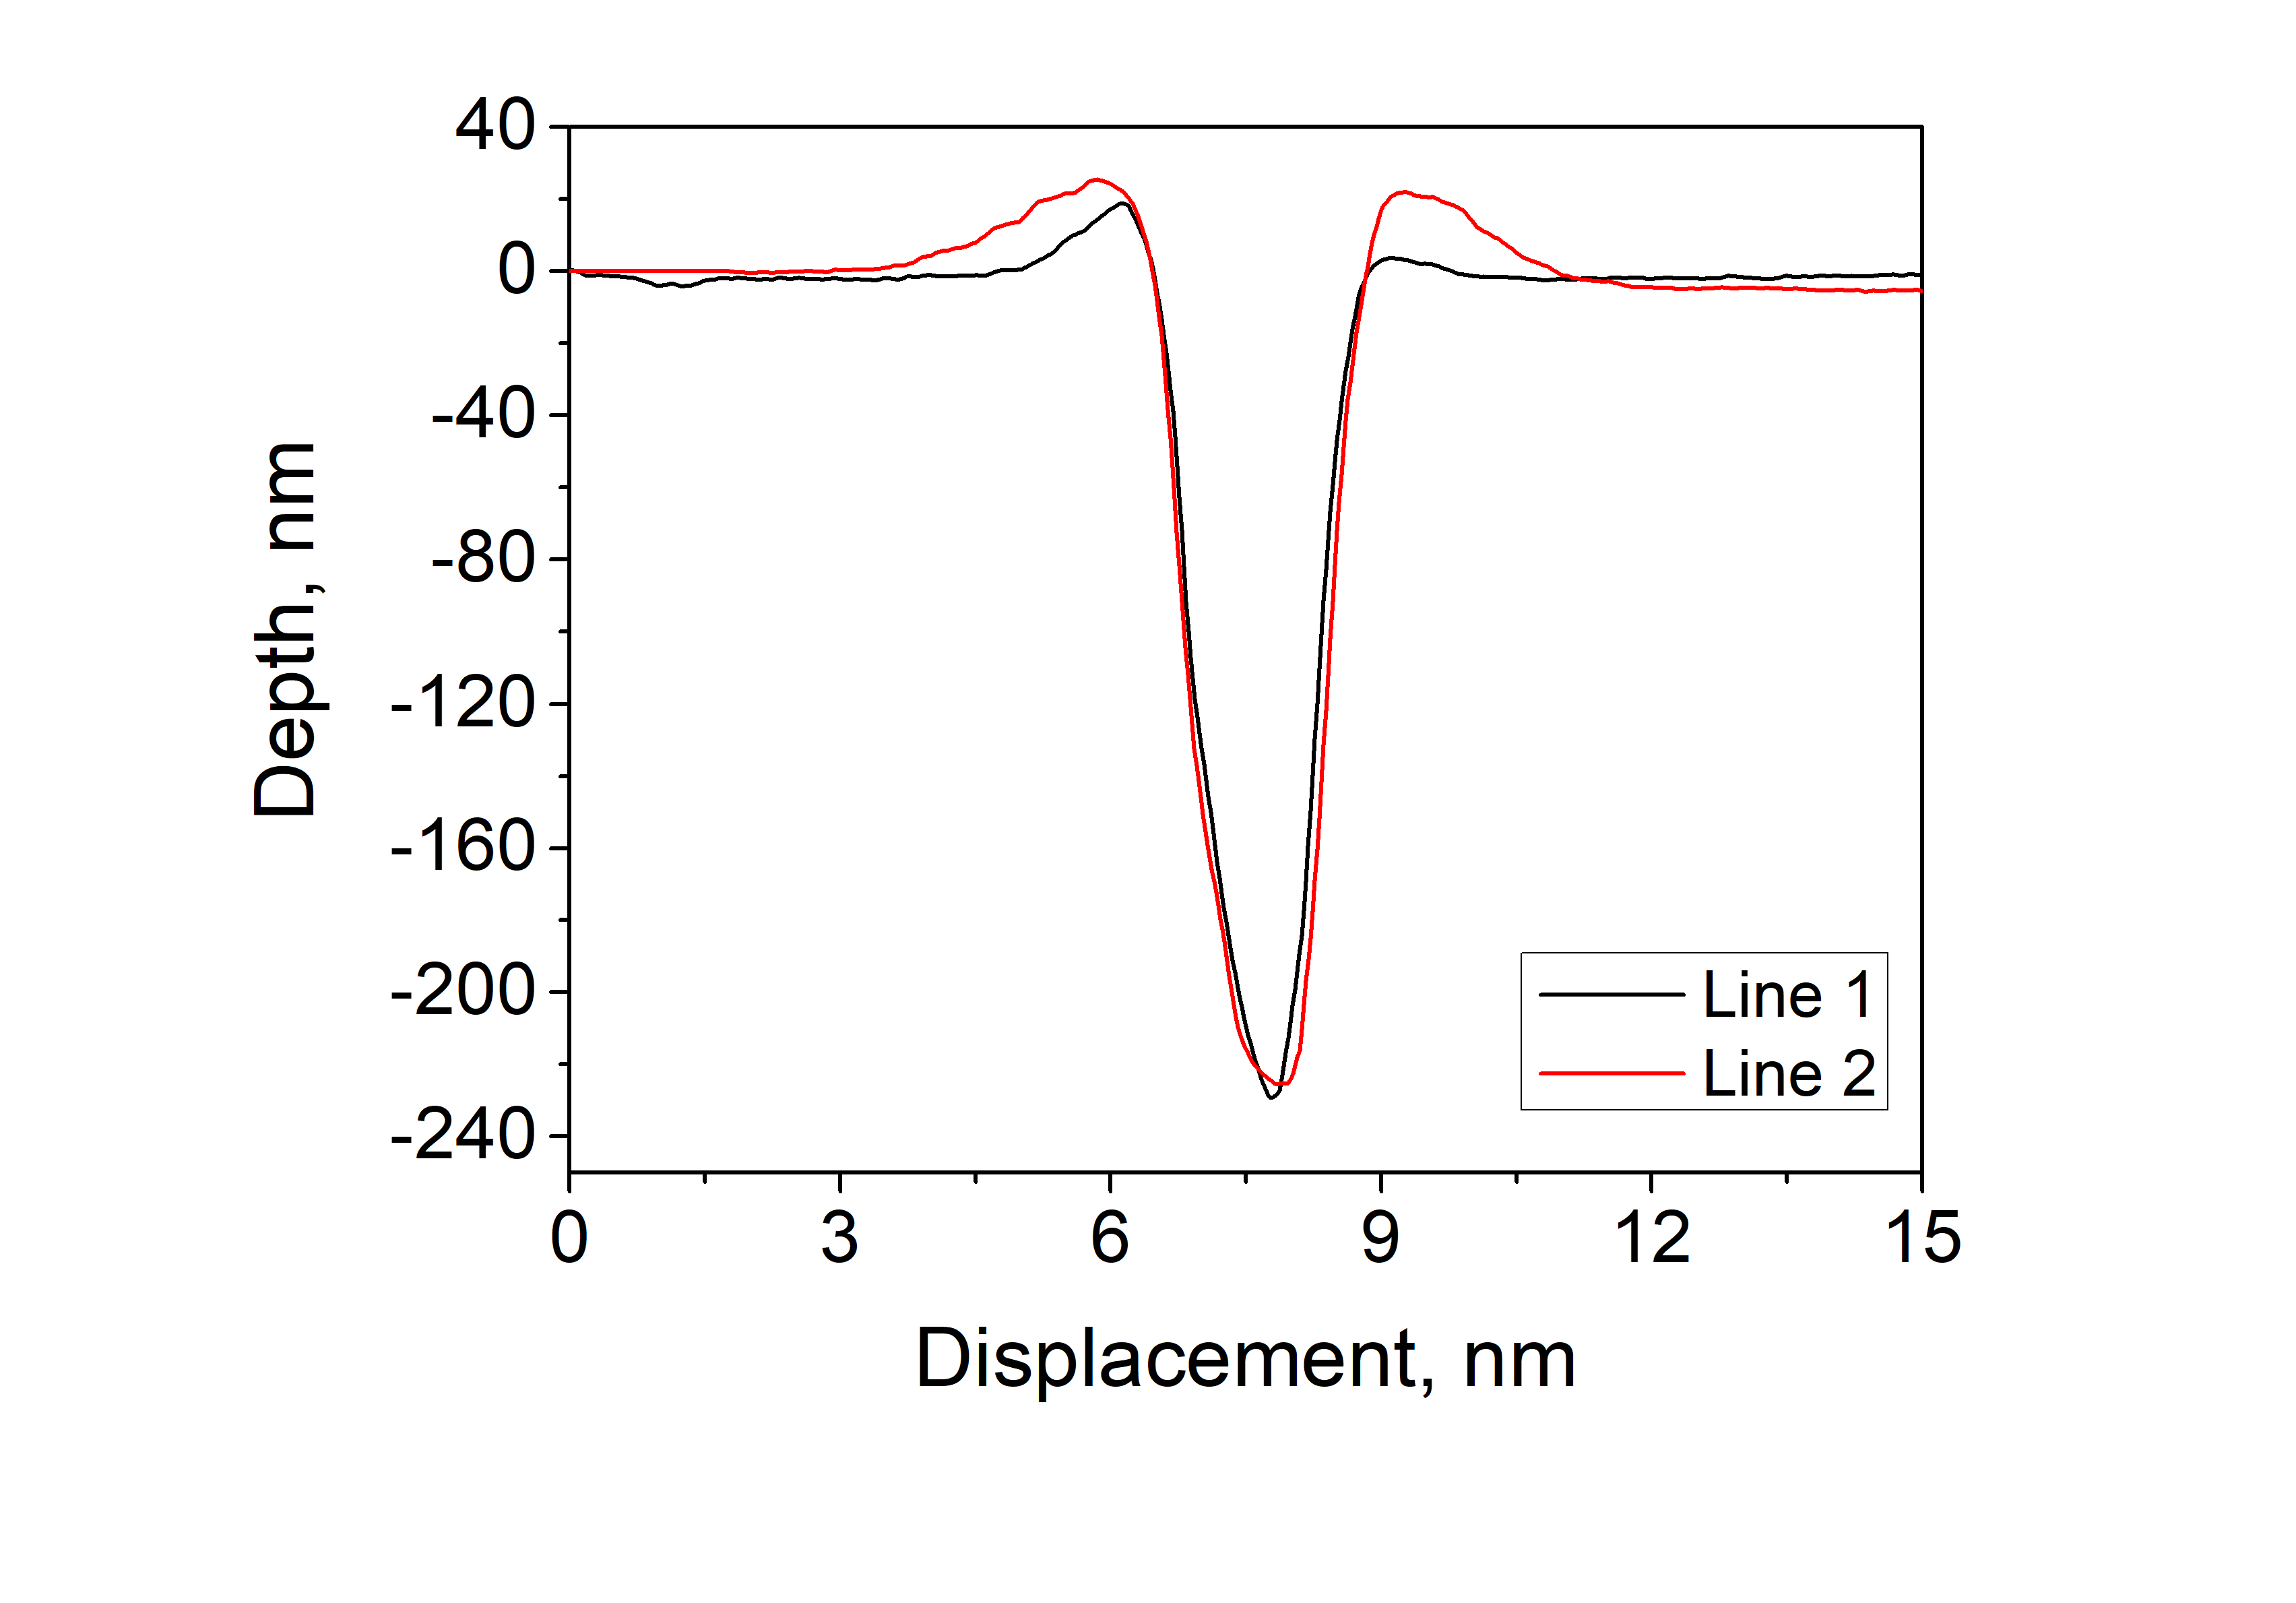 40
0
-40
-80
-120
-160
-200
-240
Depth, nm
0 3 6 9 12 15
Displacement, nm
Line 1
Line 2